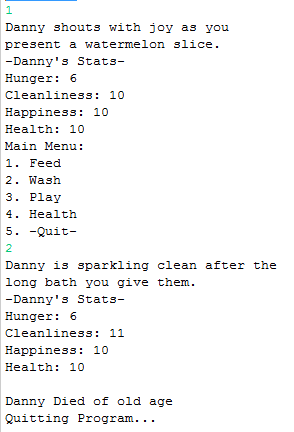 1
Danny shouts with joy as you
present a watermelon slice.
-Danny's Stats-
Hunger: 6
Cleanliness: 10
Happiness: 10
Health: 10
Main Menu:
1. Feed
2. Wash
3. Play
4. Health
5. -Quit-
2
Danny is sparkling clean after the
long bath you give them.
-Danny's Stats-
Hunger: 6
Cleanliness: 11
Happiness: 10
Health: 10
Danny Died of old age
Quitting Program...